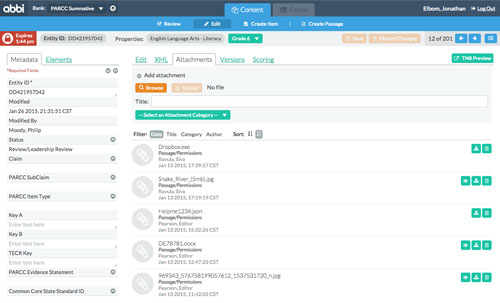 abbi
Bank: PARCC Summative
Content
Forms
Elbom, Jonathan
Log Out
Review
Edit
Create Item
Create Passage
Expires
1:44 pm
Entity ID: DD421957042
Properties: English Language Arts - Literacy
Grade 6
Save
Discard Changes
12 of 201
Metadata
Elements
*Required Fields
Entity ID *
DD421957042
Modified
Jan 26 2015, 21:31:51 CST
Modified By
Moody, Philip
Status
Review/Leadership Review
Claim
PARCC SubClaim
PARCC Item Type
Key A
Enter text here
Key B
Enter text here
TECR Key
Enter text here
PARCC Evidence Statement
Common Core State Standard ID
Edit
XML
Attachments
Versions
Scoring
TN8 Preview
Add attachment
Browse
Upload
No file
Title:
-- Select an Attachment Category --
Filter: Date Title Category Author Sort:
Dropbox.exe
Passage/Permissions
Ravula, Siva
Jan 13 2015, 17:39:57 CST
Snake_River_(5mb).jpg
Passage/Permissions
Ravula, Siva
Jan 13 2015, 17:19:19 CST
Helpme1234.json
Passage/Permissions
Pearson, Editor
Jan 13 2015, 15:22:26 CST
DE78781.docx
Passage/Permissions
Pearson, Editor
Jan 13 2015, 12:47:23 CST
969343_576758199057612_1537531720_n.jpg
Passage/Permissions
Pearson, Editor
Jan 13 2015, 11:42:05 CST